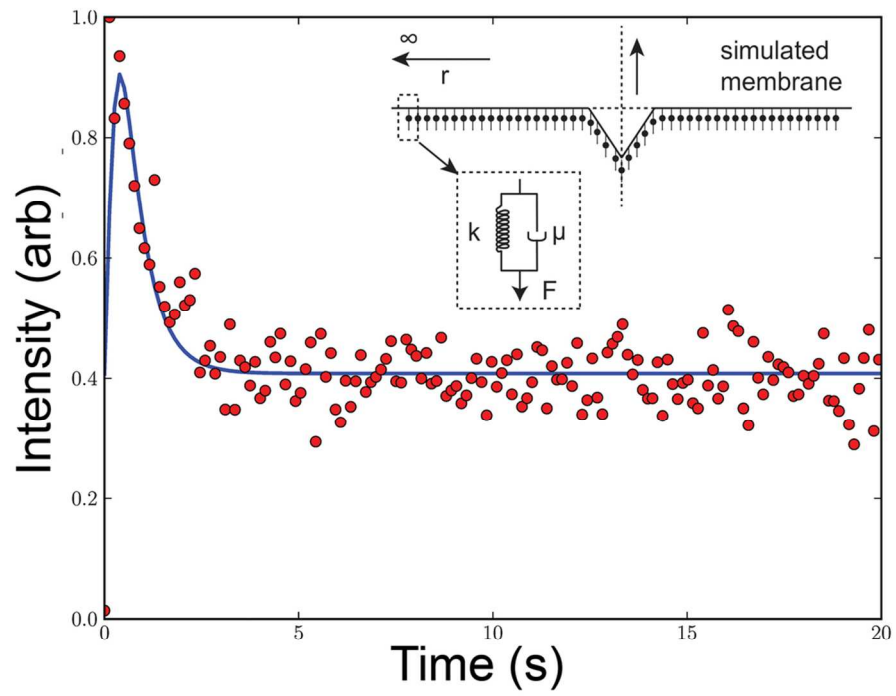 1.0
0.8
0.6
0.4
0.2
0.0
Intensity (arb)
∞
r
simulated
membrane
k
μ
F
0
5
10
15
20
Time (s)